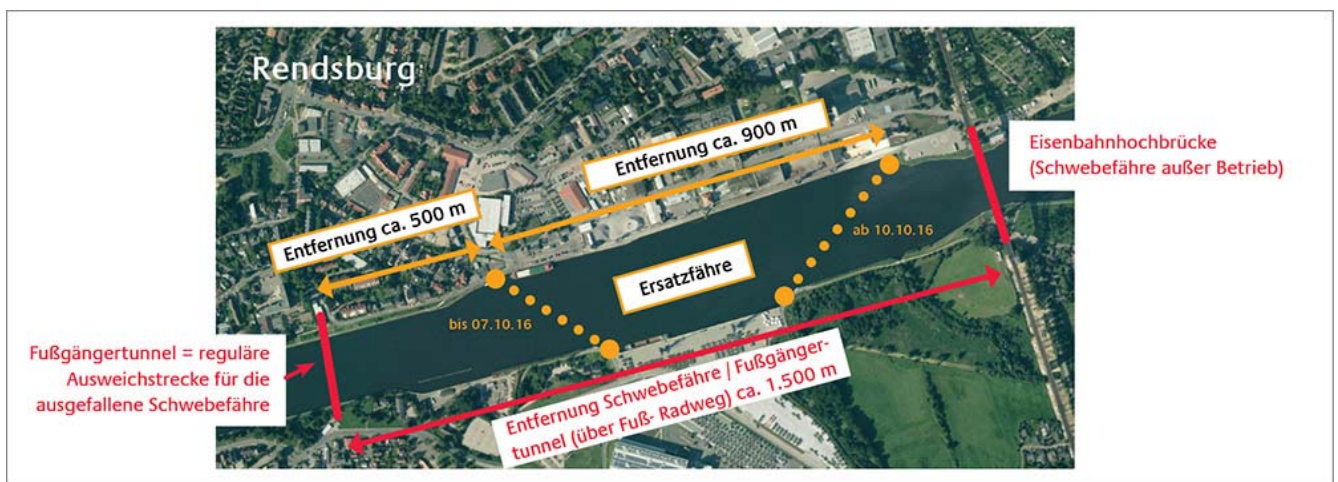 Rendsburg
Entfernung ca. 900 m
Eisenbahnhochbrücke
(Schwebefähre außer Betrieb)
Entfernung ca. 500 m
ab 10.10.16
Ersatzfähre
bis 07.10.16
Fußgängertunnel = reguläre
Ausweichstrecke für die
ausgefallene Schwebefähre
Entfernung Schwebefähre / Fußgänger-
tunnel (über Fuß- Radweg) ca. 1.500 m